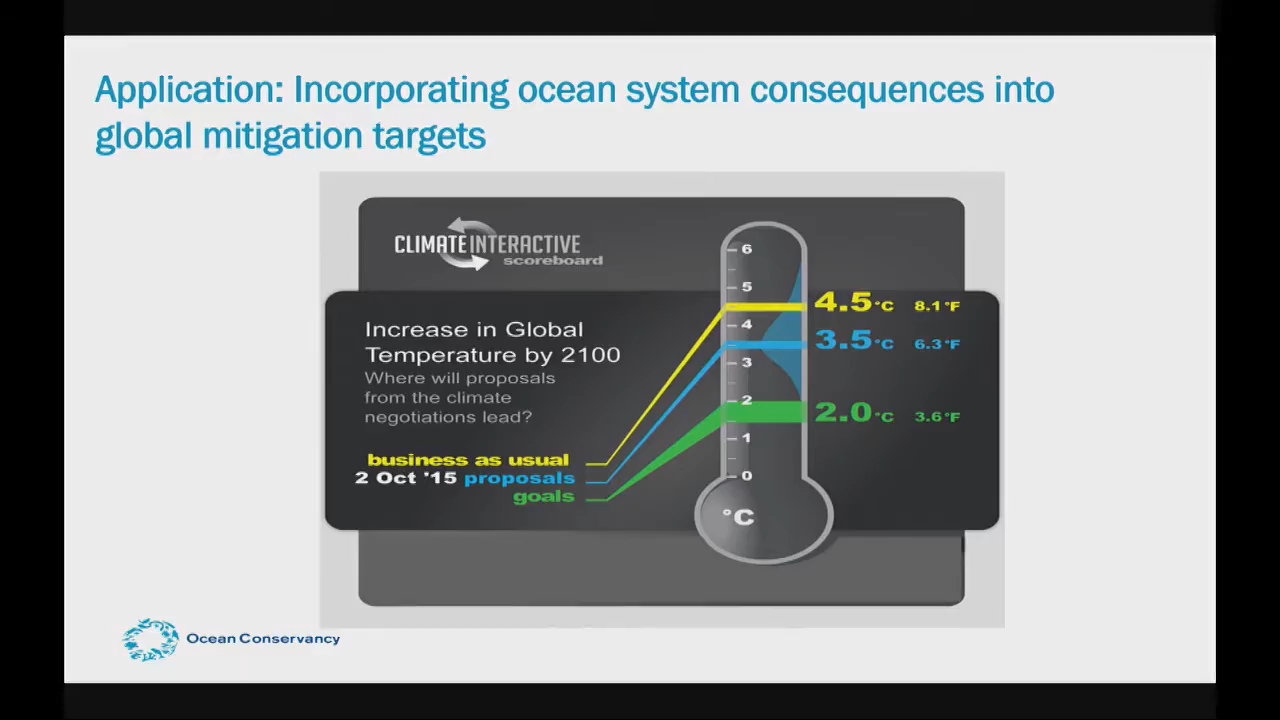 Application: Incorporating ocean system consequences into
global mitigation targets
CLIMATE INTERACTIVE
scoreboard
Increase in Global
Temperature by 2100
Where will proposals
from the climate
negotiations lead?
business as usual
2 Oct '15 proposals
goals
6
5
4
3
2
1
0
°C
4.5°C 8.1°F
3.5°C 6.3°F
2.0°C 3.6°F
Ocean Conservancy